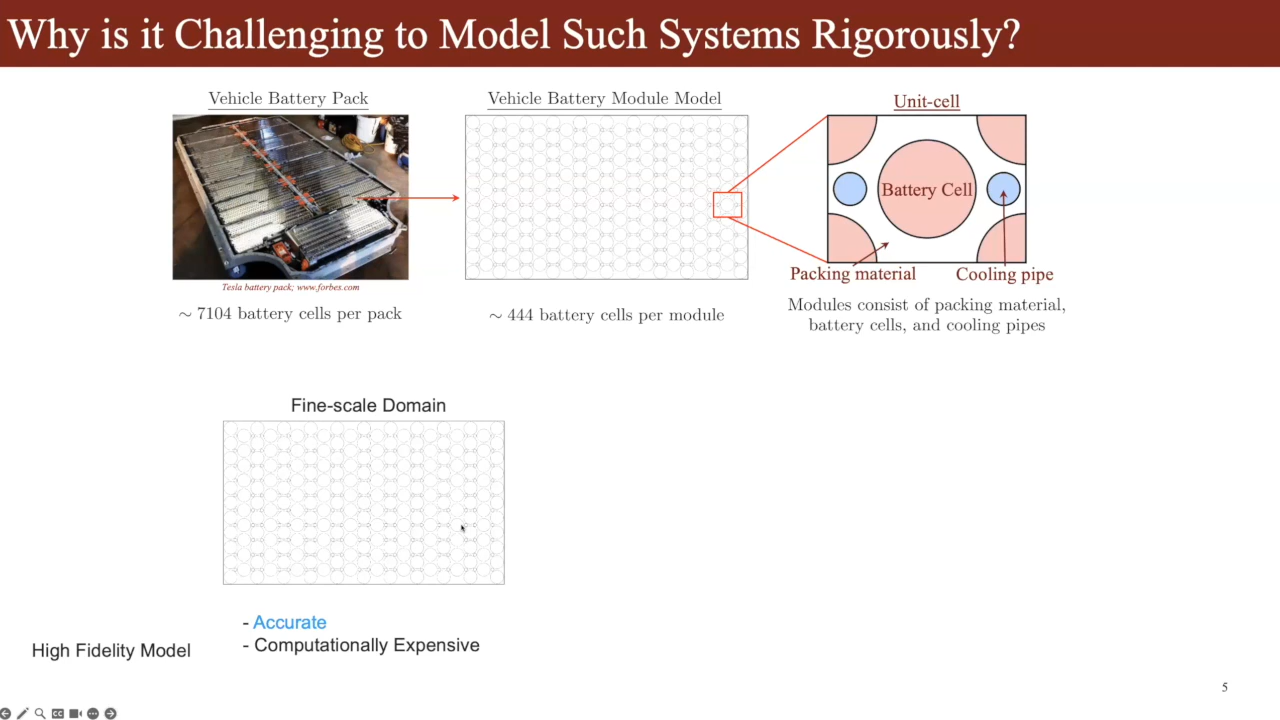 Why is it Challenging to Model Such Systems Rigorously?
Vehicle Battery Pack
Vehicle Battery Module Model
Unit-cell
Battery Cell
Packing material
Cooling pipe
Tesla battery pack; www.forbes.com
∼ 7104 battery cells per pack
∼ 444 battery cells per module
Modules consist of packing material,
battery cells, and cooling pipes
Fine-scale Domain
- Accurate
- Computationally Expensive
High Fidelity Model
5
CC